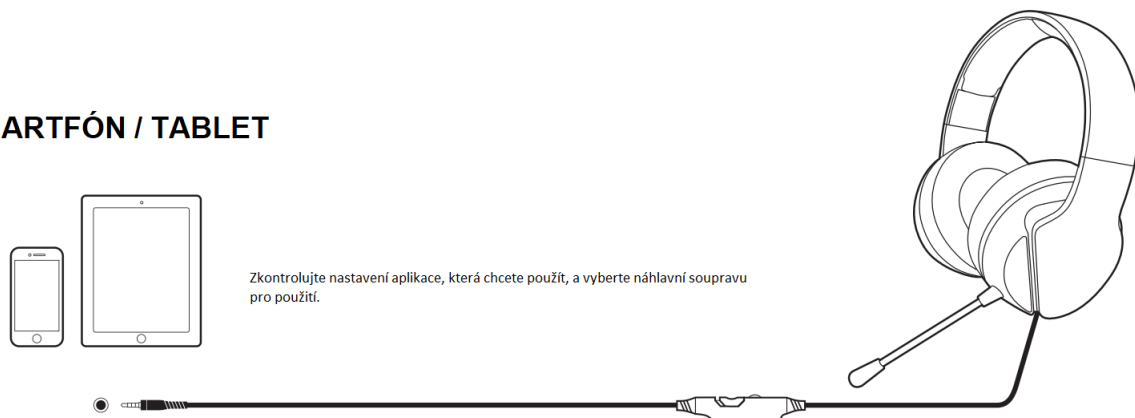 ARTFÓN / TABLET
Zkontrolujte nastavení aplikace, která chcete použít, a vyberte náhlavní soupravu
pro použití.